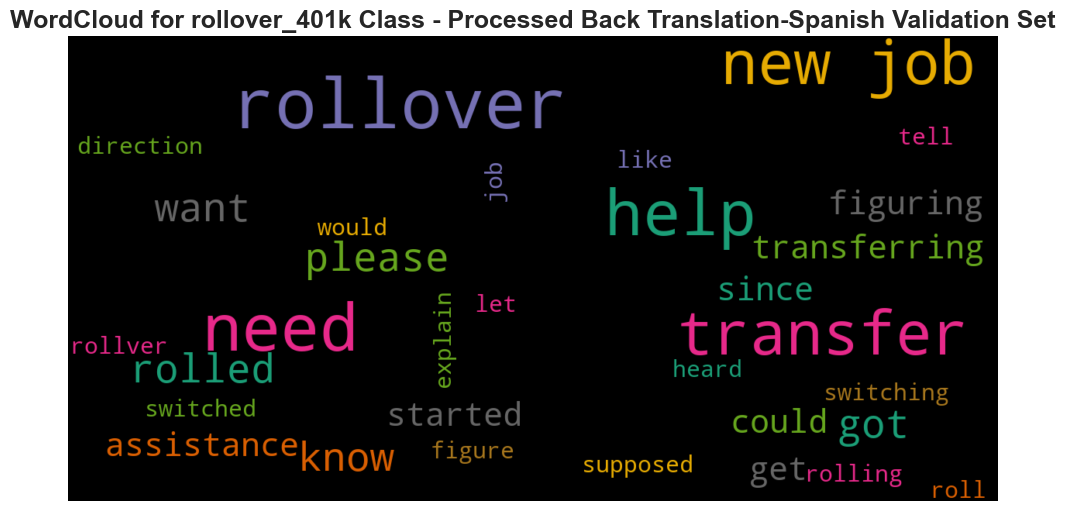 WordCloud for rollover_401k Class - Processed Back Translation-Spanish Validation Set
new job
rollover
tell
direction
like
job
want
help
figuring
would
transferring
please
since
let
need
transfer
explain
rollver
rolled
heard
switching
switched
started
could
got
assistance
know
figure
supposed
get
rolling
roll